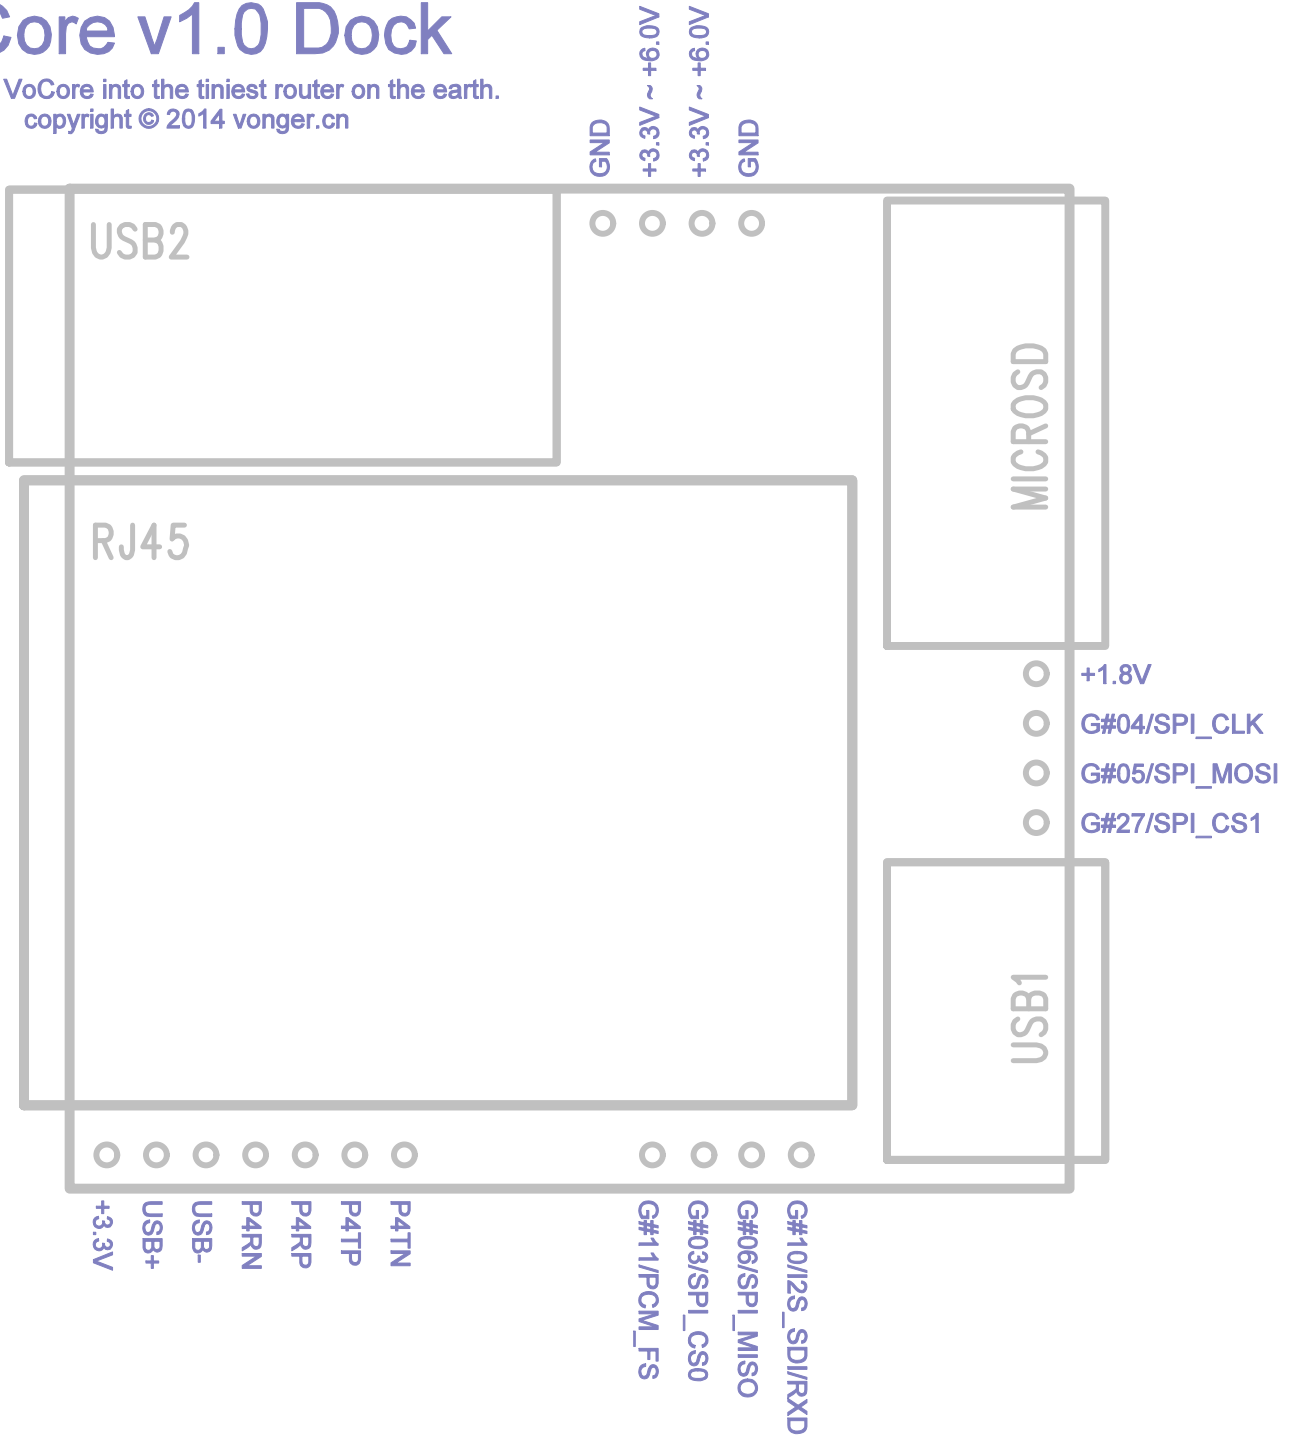 Core v1.0 Dock
VoCore into the tiniest router on the earth.
copyright © 2014 vonger.cn
GND
+3.3V ~ +6.0V
+3.3V ~ +6.0V
GND
USB2
MICROSD
RJ45
+1.8V
G#04/SPI_CLK
G#05/SPI_MOSI
G#27/SPI_CS1
USB1
+3.3V
USB+
USB-
P4RN
P4RP
P4TP
P4TN
G#11/PCM_FS
G#03/SPI_CS0
G#06/SPI_MISO
G#10/I2S_SDI/RXD